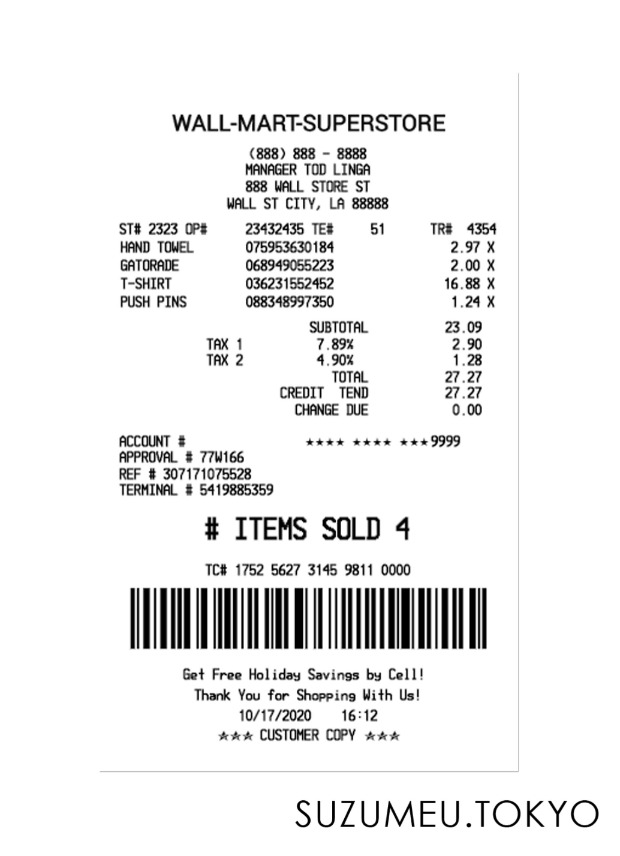 WALL-MART-SUPERSTORE
(888) 888 - 8888
MANAGER TOD LINGA
888 WALL STORE ST
WALL ST CITY, LA 88888
ST# 2323 OP# 23432435 TE# 51 TR# 4354
HAND TOWEL 075953630184 2.97 X
GATORADE 068949055223 2.00 X
T-SHIRT 036231552452 16.88 X
PUSH PINS 088348997350 1.24 X
SUBTOTAL 23.09
TAX 1 7.89% 2.90
TAX 2 4.90% 1.28
TOTAL 27.27
CREDIT TEND 27.27
CHANGE DUE 0.00
ACCOUNT # **** **** ***9999
APPROVAL # 77W166
REF # 307171075528
TERMINAL # 5419885359
# ITEMS SOLD 4
TC# 1752 5627 3145 9811 0000
Get Free Holiday Savings by Cell!
Thank You for Shopping With Us!
10/17/2020 16:12
*** CUSTOMER COPY ***
SUZUMEU.TOKYO